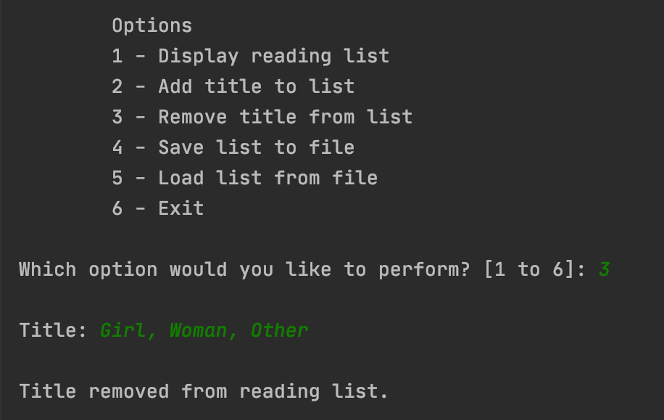 Options
1 - Display reading list
2 - Add title to list
3 - Remove title from list
4 - Save list to file
5 - Load list from file
6 - Exit
Which option would you like to perform? [1 to 6]: 3
Title: Girl, Woman, Other
Title removed from reading list.